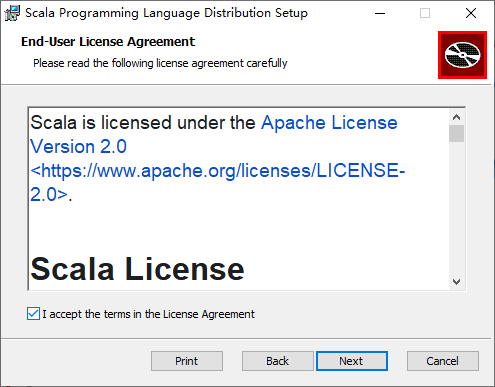 Scala Programming Language Distribution Setup
End-User License Agreement
Please read the following license agreement carefully
Scala is licensed under the Apache License
Version 2.0
<https://www.apache.org/licenses/LICENSE-
2.0>.
Scala License
I accept the terms in the License Agreement
Print
Back
Next
Cancel